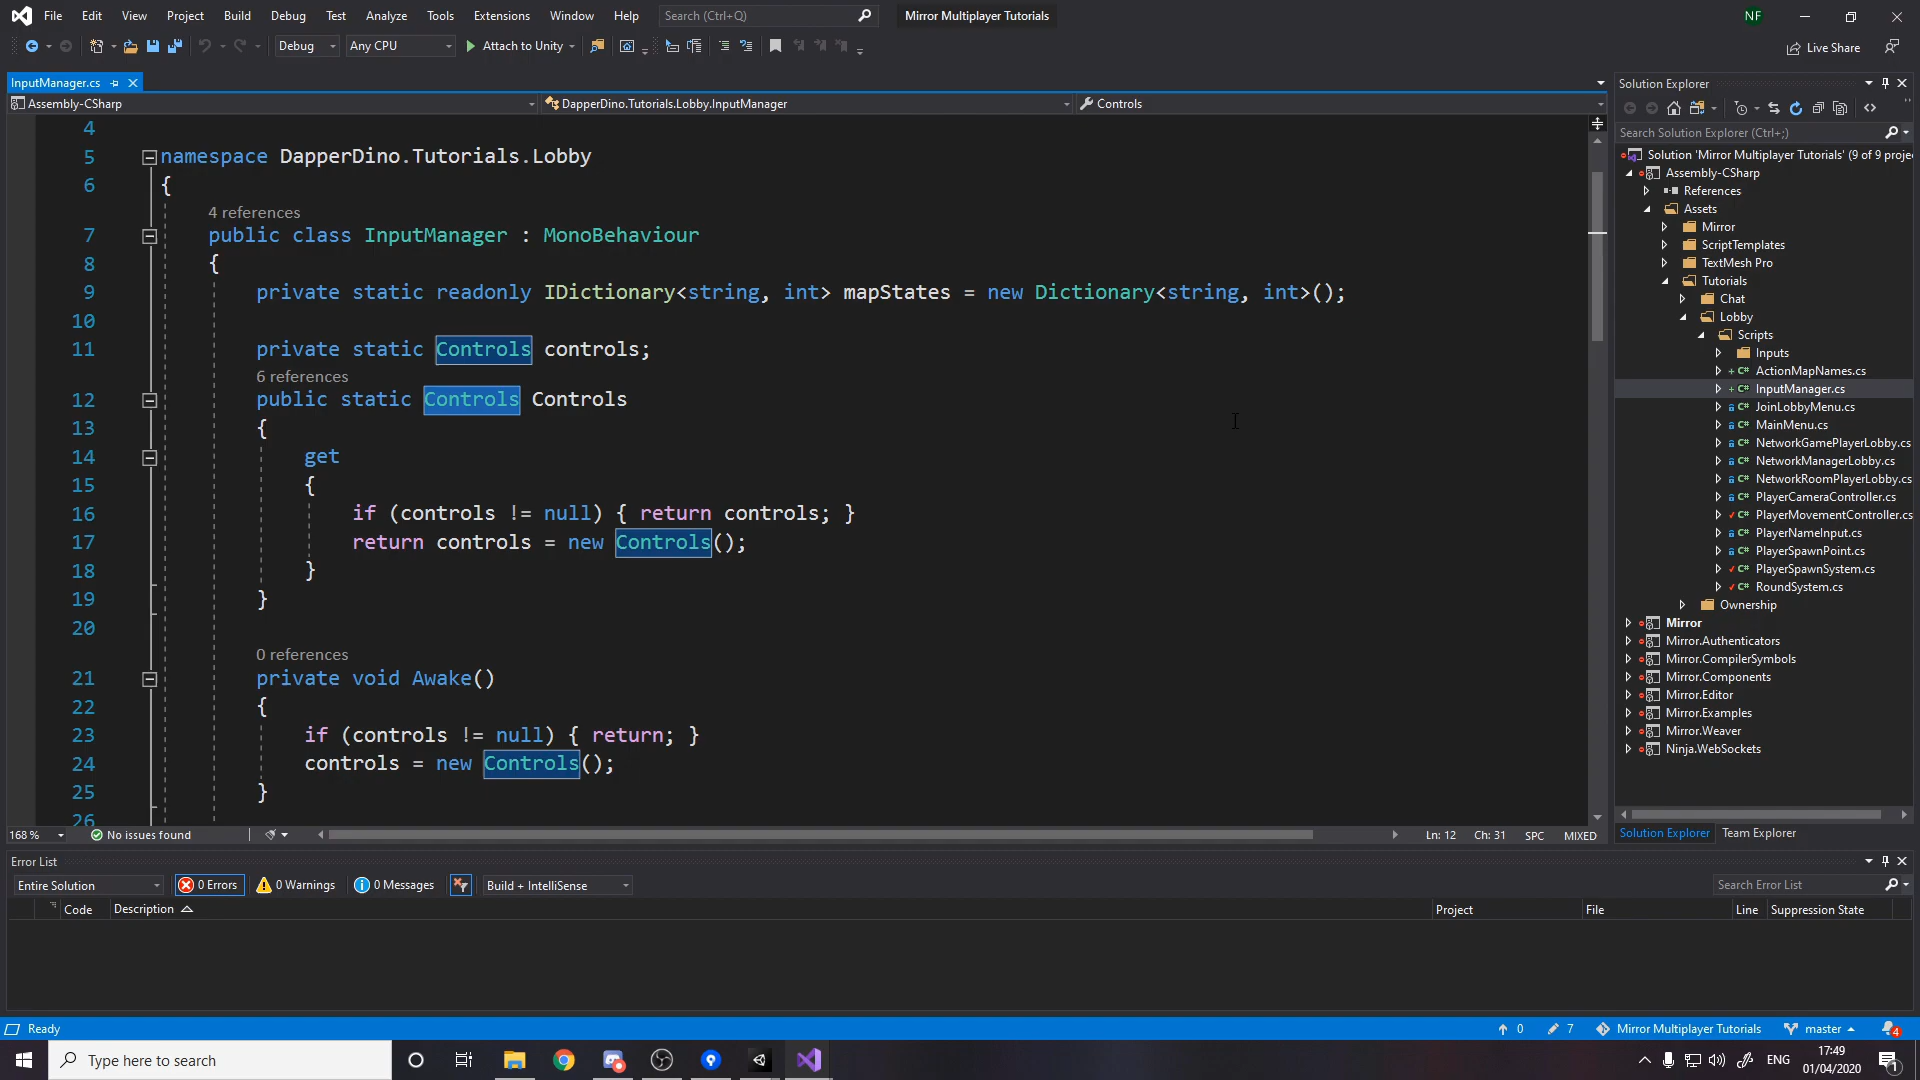 File Edit View Project Build Debug Test Analyze Tools Extensions Window Help Search (Ctrl+Q) Mirror Multiplayer Tutorials NF
Debug Any CPU Attach to Unity Live Share
InputManager.cs
Assembly-CSharp DapperDino.Tutorials.Lobby.InputManager Controls
4
5 namespace DapperDino.Tutorials.Lobby
6 {
4 references
7 public class InputManager : MonoBehaviour
8 {
9 private static readonly IDictionary<string, int> mapStates = new Dictionary<string, int>();
10
11 private static Controls controls;
6 references
12 public static Controls Controls
13 {
14 get
15 {
16 if (controls != null) { return controls; }
17 return controls = new Controls();
18 }
19 }
20
0 references
21 private void Awake()
22 {
23 if (controls != null) { return; }
24 controls = new Controls();
25 }
26
168 % No issues found Ln: 12 Ch: 31 SPC MIXED
Solution Explorer
Search Solution Explorer (Ctrl+;)
Solution 'Mirror Multiplayer Tutorials' (9 of 9 proje
Assembly-CSharp
References
Assets
Mirror
ScriptTemplates
TextMesh Pro
Tutorials
Chat
Lobby
Scripts
Inputs
C# ActionMapNames.cs
C# InputManager.cs
C# JoinLobbyMenu.cs
C# MainMenu.cs
C# NetworkGamePlayerLobby.cs
C# NetworkManagerLobby.cs
C# NetworkRoomPlayerLobby.cs
C# PlayerCameraController.cs
C# PlayerMovementController.cs
C# PlayerNameInput.cs
C# PlayerSpawnPoint.cs
C# PlayerSpawnSystem.cs
C# RoundSystem.cs
Ownership
Mirror
Mirror.Authenticators
Mirror.CompilerSymbols
Mirror.Components
Mirror.Editor
Mirror.Examples
Mirror.Weaver
Ninja.WebSockets
Solution Explorer Team Explorer
Error List
Entire Solution 0 Errors 0 Warnings 0 Messages Build + IntelliSense Search Error List
Code Description Project File Line Suppression State
Ready 0 7 Mirror Multiplayer Tutorials master 4
Type here to search ENG 17:49
01/04/2020 1